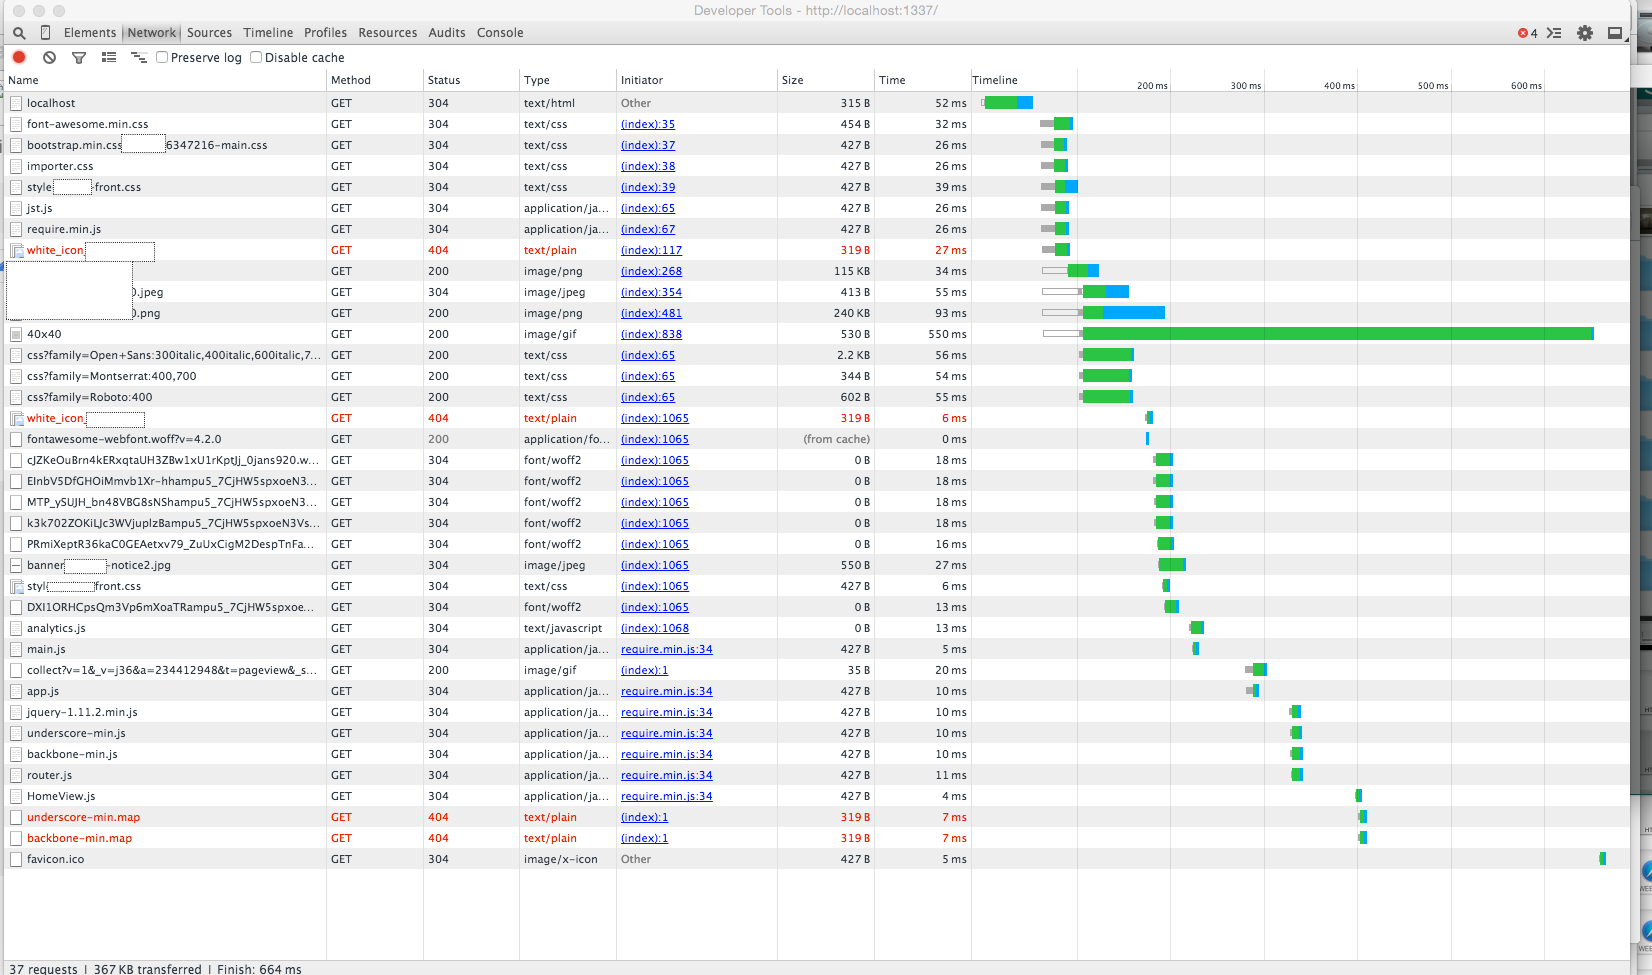 Developer Tools - http://localhost:1337/
Elements Network Sources Timeline Profiles Resources Audits Console 4
Preserve log Disable cache
Name Method Status Type Initiator Size Time Timeline 200 ms 300 ms 400 ms 500 ms 600 ms
localhost GET 304 text/html Other 315 B 52 ms
font-awesome.min.css GET 304 text/css (index):35 454 B 32 ms
bootstrap.min.css 6347216-main.css GET 304 text/css (index):37 427 B 26 ms
importer.css GET 304 text/css (index):38 427 B 26 ms
style -front.css GET 304 text/css (index):39 427 B 39 ms
jst.js GET 304 application/ja... (index):65 427 B 26 ms
require.min.js GET 304 application/ja... (index):67 427 B 26 ms
white_icon_ GET 404 text/plain (index):117 319 B 27 ms
GET 200 image/png (index):268 115 KB 34 ms
0.jpeg GET 304 image/jpeg (index):354 413 B 55 ms
0.png GET 200 image/png (index):481 240 KB 93 ms
40x40 GET 200 image/gif (index):838 530 B 550 ms
css?family=Open+Sans:300italic,400italic,600italic,7... GET 200 text/css (index):65 2.2 KB 56 ms
css?family=Montserrat:400,700 GET 200 text/css (index):65 344 B 54 ms
css?family=Roboto:400 GET 200 text/css (index):65 602 B 55 ms
white_icon_ GET 404 text/plain (index):1065 319 B 6 ms
fontawesome-webfont.woff?v=4.2.0 GET 200 application/fo... (index):1065 (from cache) 0 ms
cJZKeOuBrn4kERxqtaUH3ZBw1xU1rKptJj_0jans920.w... GET 304 font/woff2 (index):1065 0 B 18 ms
EInbV5DfGHOiMmvb1Xr-hhampu5_7CjHW5spxoeN3... GET 304 font/woff2 (index):1065 0 B 18 ms
MTP_ySUJH_bn48VBG8sNShampu5_7CjHW5spxoeN3... GET 304 font/woff2 (index):1065 0 B 18 ms
k3k702ZOKiLJc3WVjuplzBampu5_7CjHW5spxoeN3Vs... GET 304 font/woff2 (index):1065 0 B 18 ms
PRmiXeptR36kaC0GEAetxv79_ZuUxCigM2DespTnFa... GET 304 font/woff2 (index):1065 0 B 16 ms
banner -notice2.jpg GET 304 image/jpeg (index):1065 550 B 27 ms
styl front.css GET 304 text/css (index):1065 427 B 6 ms
DXI1ORHCpsQm3Vp6mXoaTRampu5_7CjHW5spxoe... GET 304 font/woff2 (index):1065 0 B 13 ms
analytics.js GET 304 text/javascript (index):1068 0 B 13 ms
main.js GET 304 application/ja... require.min.js:34 427 B 5 ms
collect?v=1&_v=j36&a=234412948&t=pageview&_s... GET 200 image/gif (index):1 35 B 20 ms
app.js GET 304 application/ja... require.min.js:34 427 B 10 ms
jquery-1.11.2.min.js GET 304 application/ja... require.min.js:34 427 B 10 ms
underscore-min.js GET 304 application/ja... require.min.js:34 427 B 10 ms
backbone-min.js GET 304 application/ja... require.min.js:34 427 B 10 ms
router.js GET 304 application/ja... require.min.js:34 427 B 11 ms
HomeView.js GET 304 application/ja... require.min.js:34 427 B 4 ms
underscore-min.map GET 404 text/plain (index):1 319 B 7 ms
backbone-min.map GET 404 text/plain (index):1 319 B 7 ms
favicon.ico GET 304 image/x-icon Other 427 B 5 ms
37 requests | 367 KB transferred | Finish: 664 ms